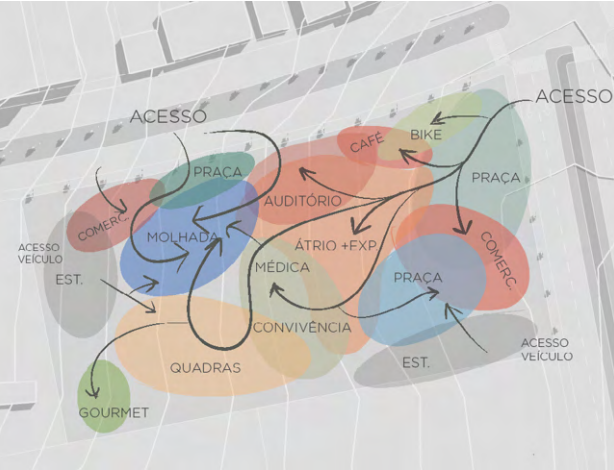 ACESSO
ACESSO
CAFÉ
BIKE
PRAÇA
PRAÇA
AUDITÓRIO
COMERC.
MOLHADA
ÁTRIO +EXP.
ACESSO
VEÍCULO
EST.
MÉDICA
PRAÇA
COMERC.
CONVIVÊNCIA
ACESSO
VEÍCULO
EST.
QUADRAS
GOURMET